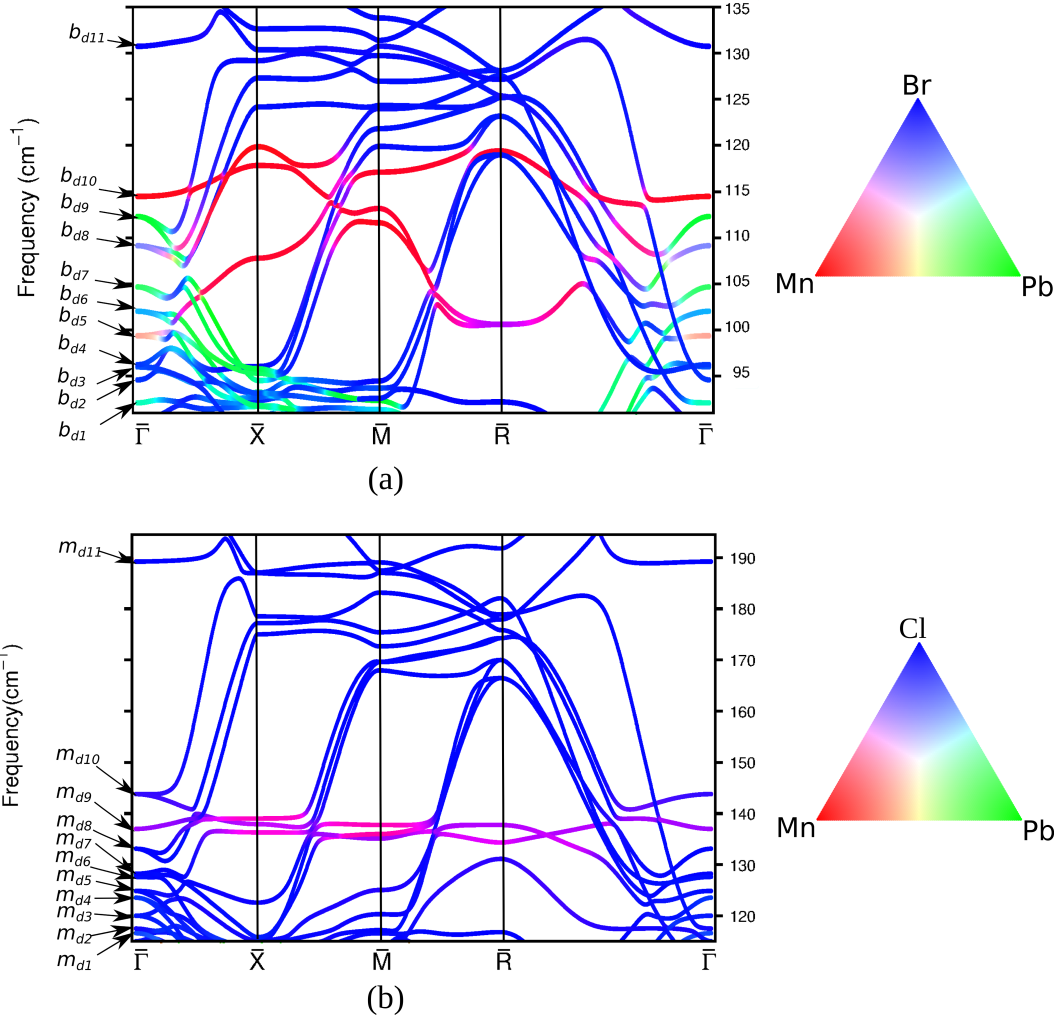 135
b_d11
130
125
120
b_d10
115
b_d9
b_d8
110
b_d7
105
b_d6
b_d5
100
b_d4
b_d3
95
b_d2
b_d1
Frequency (cm⁻¹)
Γ̅ X̅ M̅ R̅ Γ̅
Br
Mn Pb
(a)
m_d11
190
180
170
160
m_d10
150
m_d9
140
m_d8
m_d7
m_d6
130
m_d5
m_d4
m_d3
120
m_d2
m_d1
Frequency(cm⁻¹)
Γ̅ X̅ M̅ R̅ Γ̅
Cl
Mn Pb
(b)